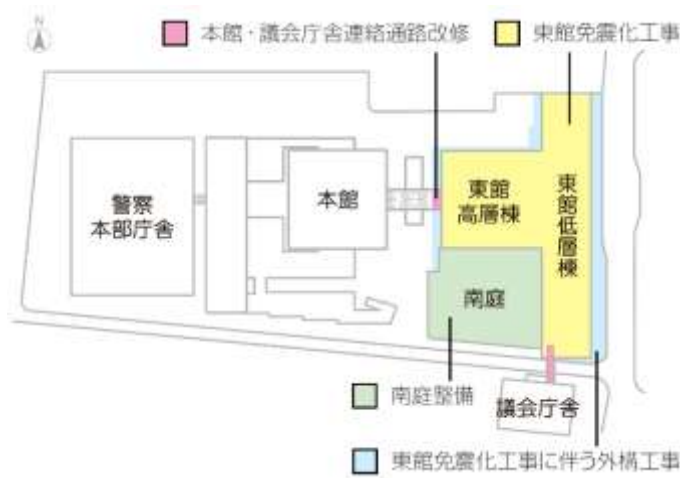 N
本館・議会庁舎連絡通路改修
東館免震化工事
警察
本部庁舎
本館
東館
高層棟
東館低層棟
南庭
南庭整備
議会庁舎
東館免震化工事に伴う外構工事